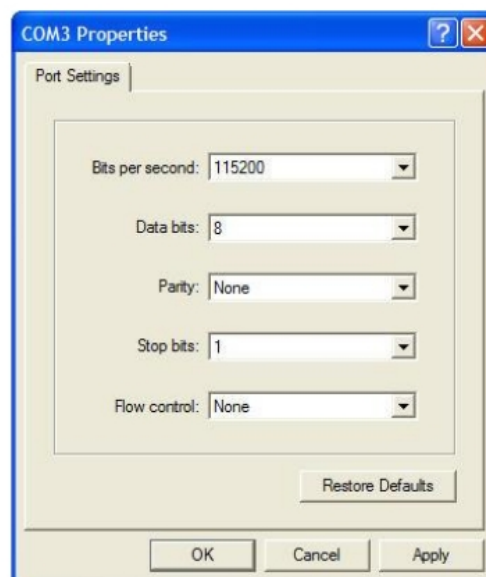 COM3 Properties
Port Settings
Bits per second: 115200
Data bits: 8
Parity: None
Stop bits: 1
Flow control: None
Restore Defaults
OK Cancel Apply